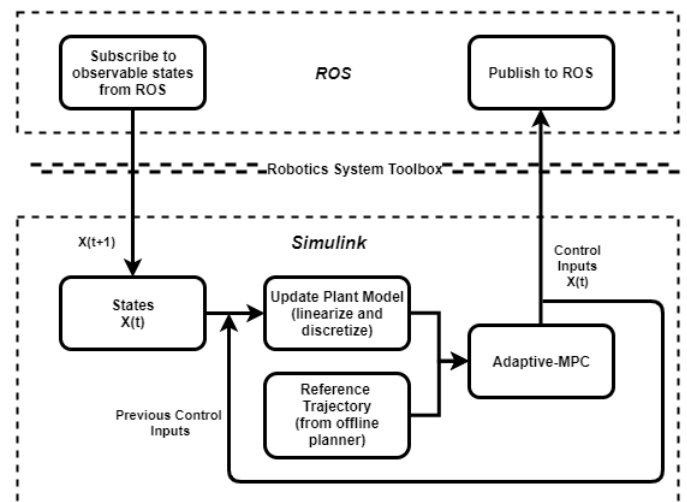 Subscribe to
observable states
from ROS
ROS
Publish to ROS
Robotics System Toolbox
X(t+1)
Simulink
Control
Inputs
X(t)
States
X(t)
Update Plant Model
(linearize and
discretize)
Adaptive-MPC
Reference
Trajectory
(from offline
planner)
Previous Control
Inputs